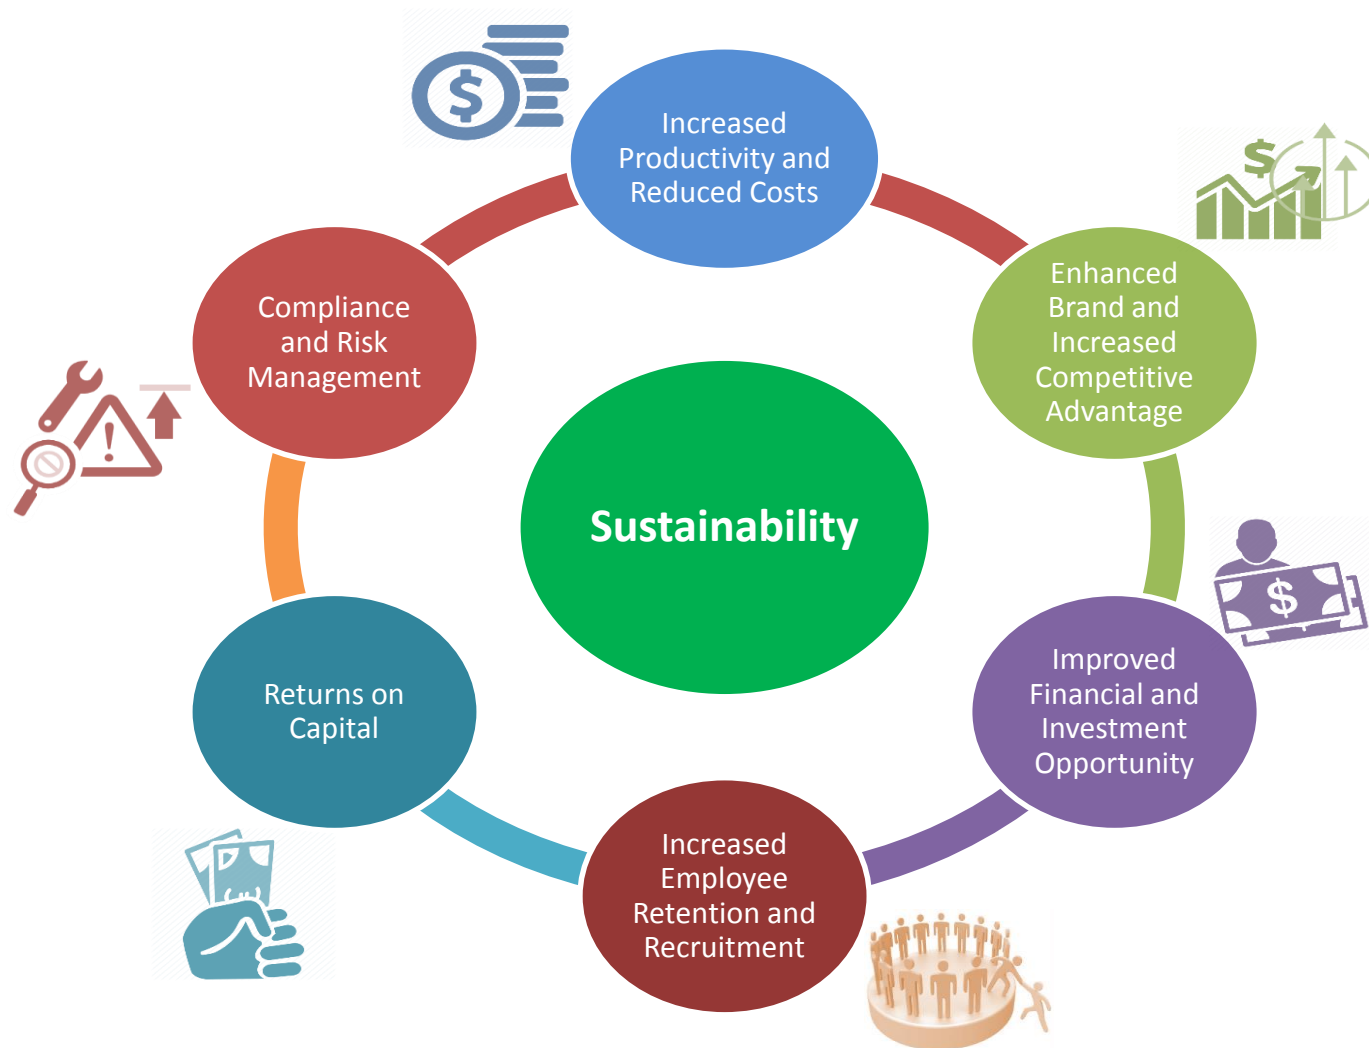 Increased
Productivity and
Reduced Costs
Enhanced
Brand and
Increased
Competitive
Advantage
Improved
Financial and
Investment
Opportunity
Increased
Employee
Retention and
Recruitment
Returns on
Capital
Compliance
and Risk
Management
Sustainability
$
$
$
!